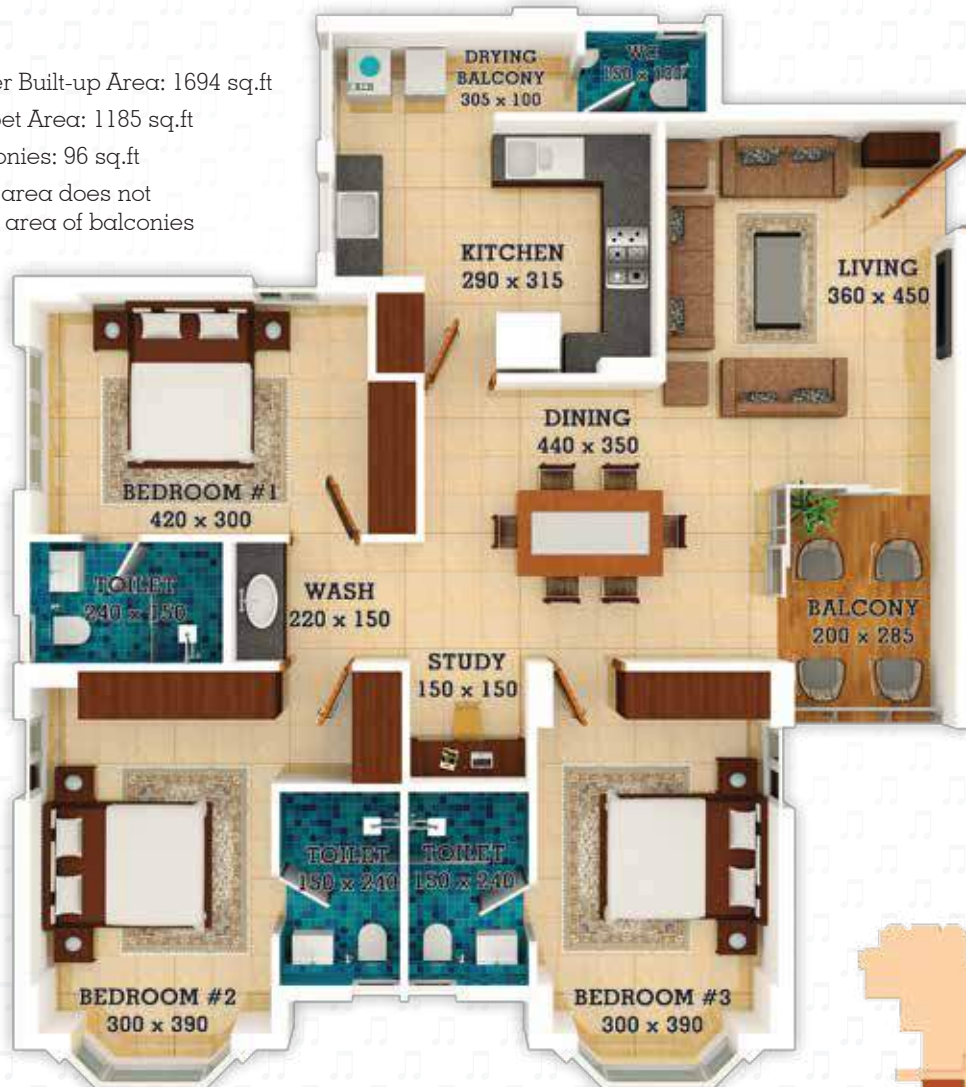 er Built-up Area: 1694 sq.ft
pet Area: 1185 sq.ft
onies: 96 sq.ft
area does not
area of balconies
DRYING
BALCONY
305 x 100
WC
150 x 100
KITCHEN
290 x 315
LIVING
360 x 450
DINING
440 x 350
BEDROOM #1
420 x 300
TOILET
240 x 150
WASH
220 x 150
BALCONY
200 x 285
STUDY
150 x 150
TOILET
150 x 240
TOILET
150 x 240
BEDROOM #2
300 x 390
BEDROOM #3
300 x 390